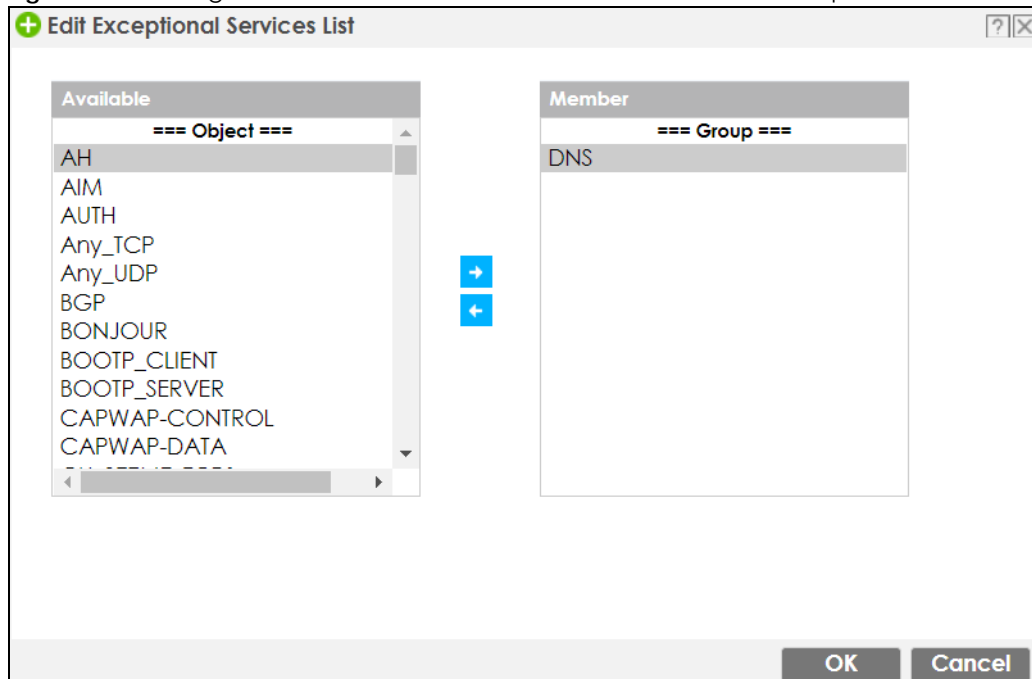 Edit Exceptional Services List
Available
Member
=== Object ===
=== Group ===
AH
DNS
AIM
AUTH
Any_TCP
Any_UDP
BGP
BONJOUR
BOOTP_CLIENT
BOOTP_SERVER
CAPWAP-CONTROL
CAPWAP-DATA
OK
Cancel